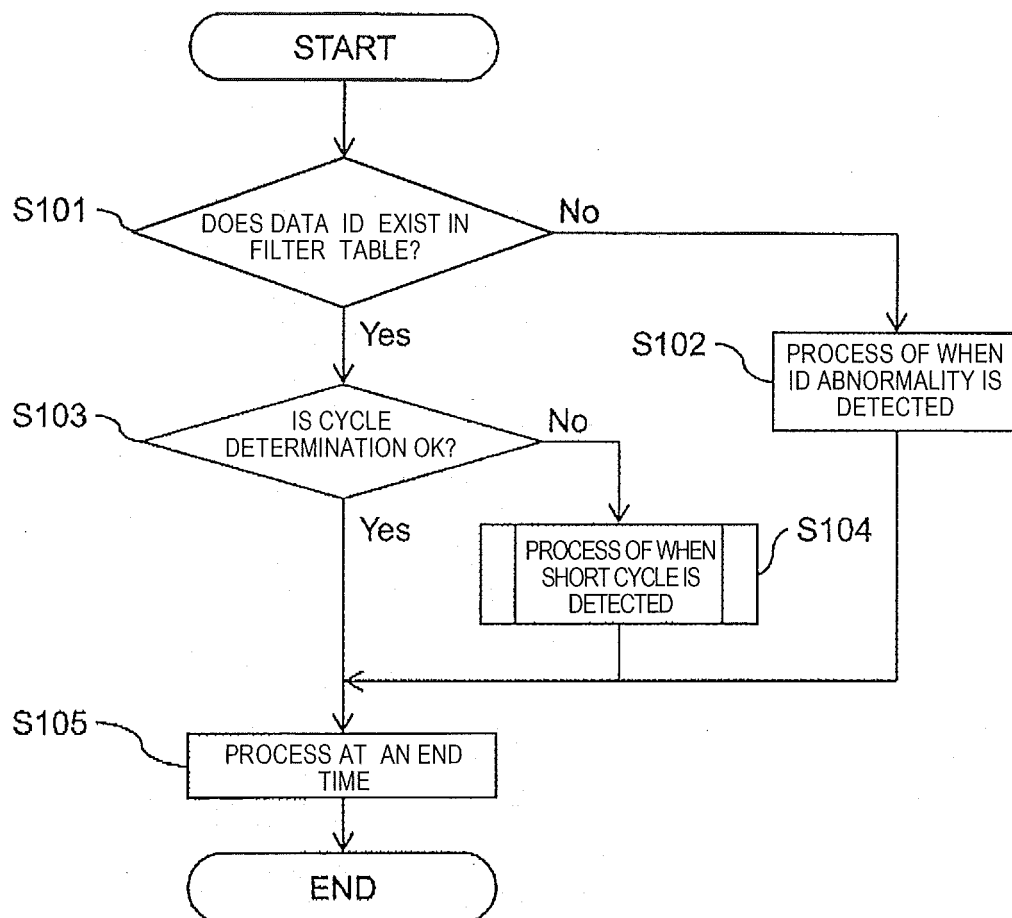 START
S101
DOES DATA ID EXIST IN
FILTER TABLE?
No
Yes
S102
PROCESS OF WHEN
ID ABNORMALITY IS
DETECTED
S103
IS CYCLE
DETERMINATION OK?
No
Yes
S104
PROCESS OF WHEN
SHORT CYCLE IS
DETECTED
S105
PROCESS AT AN END
TIME
END